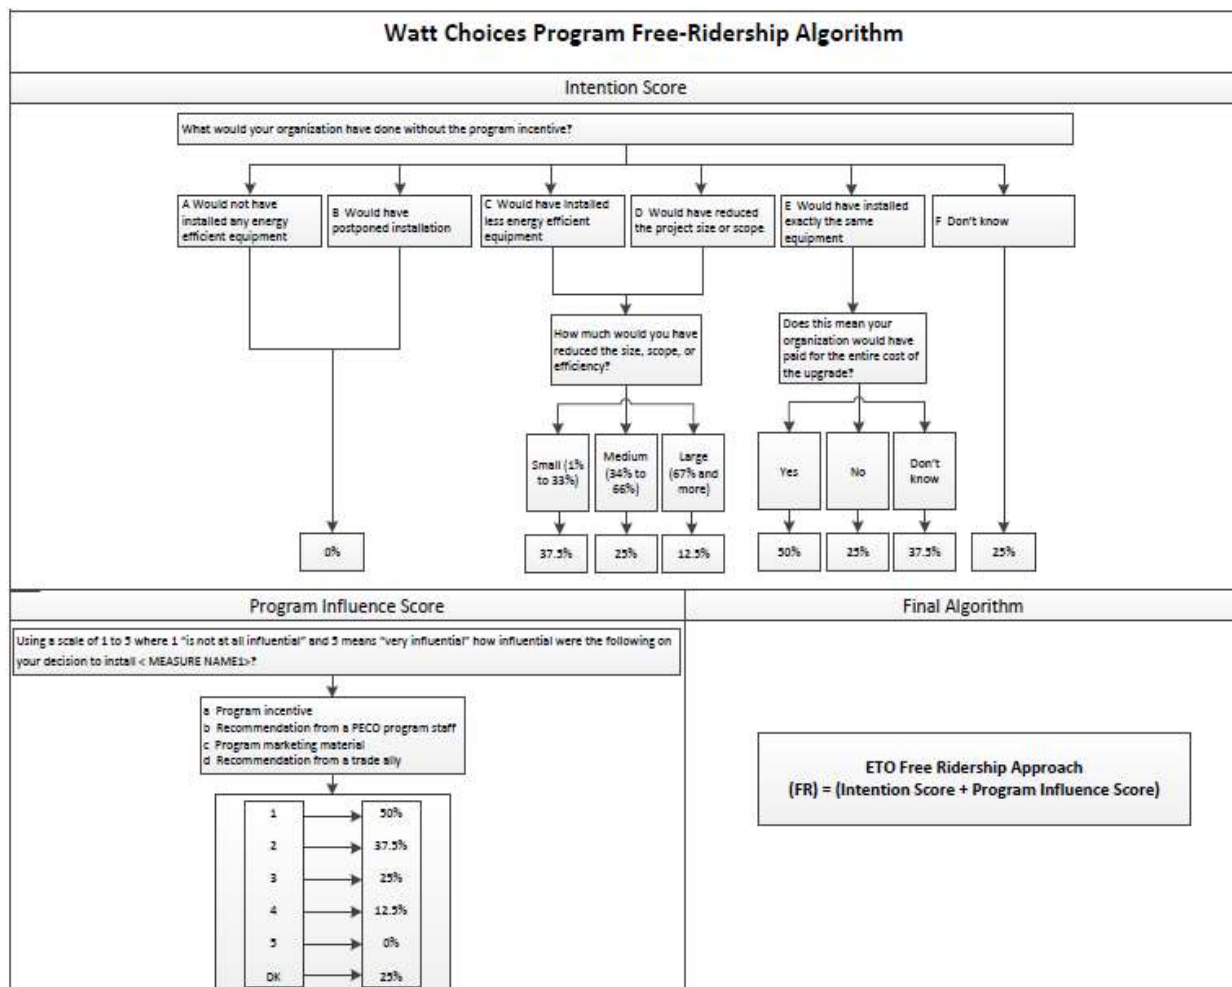 Watt Choices Program Free-Ridership Algorithm
Intention Score
What would your organization have done without the program incentive?
A Would not have
installed any energy
efficient equipment
B Would have
postponed installation
C Would have installed
less energy efficient
equipment
D Would have reduced
the project size or scope
E Would have installed
exactly the same
equipment
F Don't know
How much would you have
reduced the size, scope, or
efficiency?
Does this mean your
organization would have
paid for the entire cost of
the upgrade?
Small (1%
to 33%)
Medium
(34% to
66%)
Large
(67% and
more)
Yes
No
Don't
know
0%
37.5%
25%
12.5%
50%
25%
37.5%
25%
Program Influence Score
Using a scale of 1 to 5 where 1 "is not at all influential" and 5 means "very influential" how influential were the following on
your decision to install < MEASURE NAME1>?
a Program incentive
b Recommendation from a PECO program staff
c Program marketing material
d Recommendation from a trade ally
1 50%
2 37.5%
3 25%
4 12.5%
5 0%
DK 25%
Final Algorithm
ETO Free Ridership Approach
(FR) = (Intention Score + Program Influence Score)